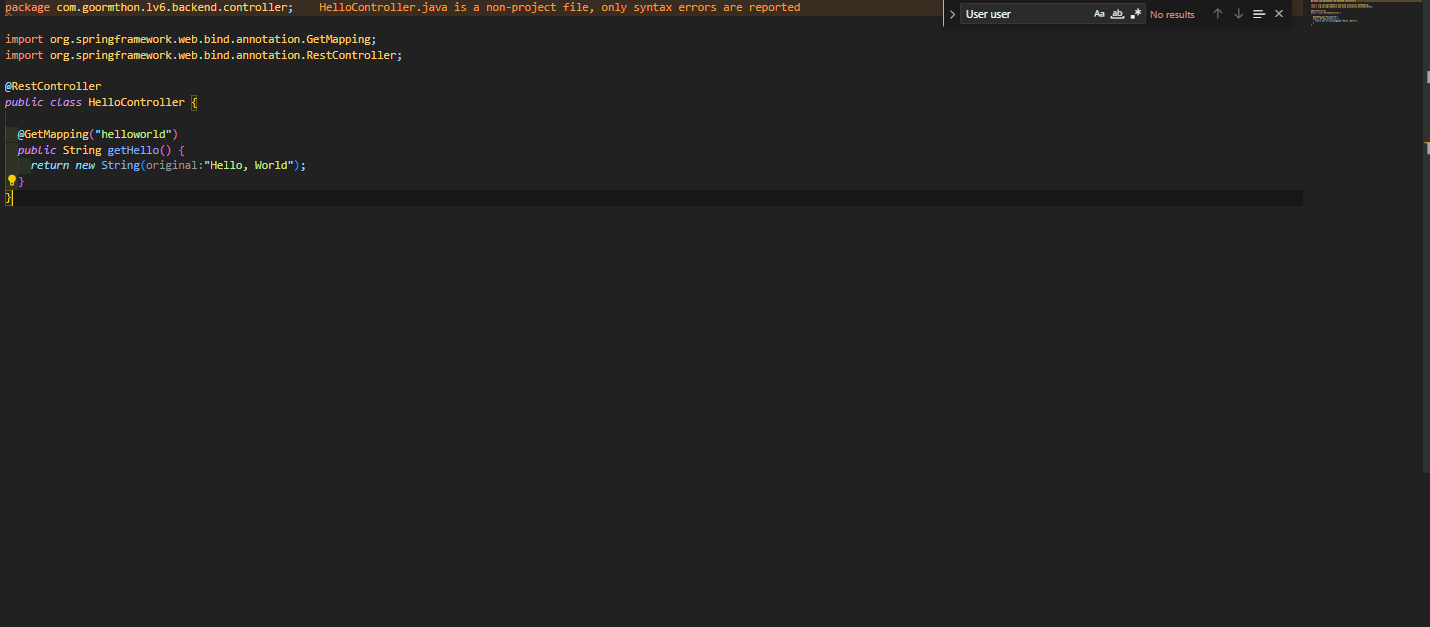 package com.goormthon.lv6.backend.controller;    HelloController.java is a non-project file, only syntax errors are reported
User user
Aa ab .*
No results
import org.springframework.web.bind.annotation.GetMapping;
import org.springframework.web.bind.annotation.RestController;
@RestController
public class HelloController {
@GetMapping("helloworld")
public String getHello() {
return new String(original:"Hello, World");
}
}